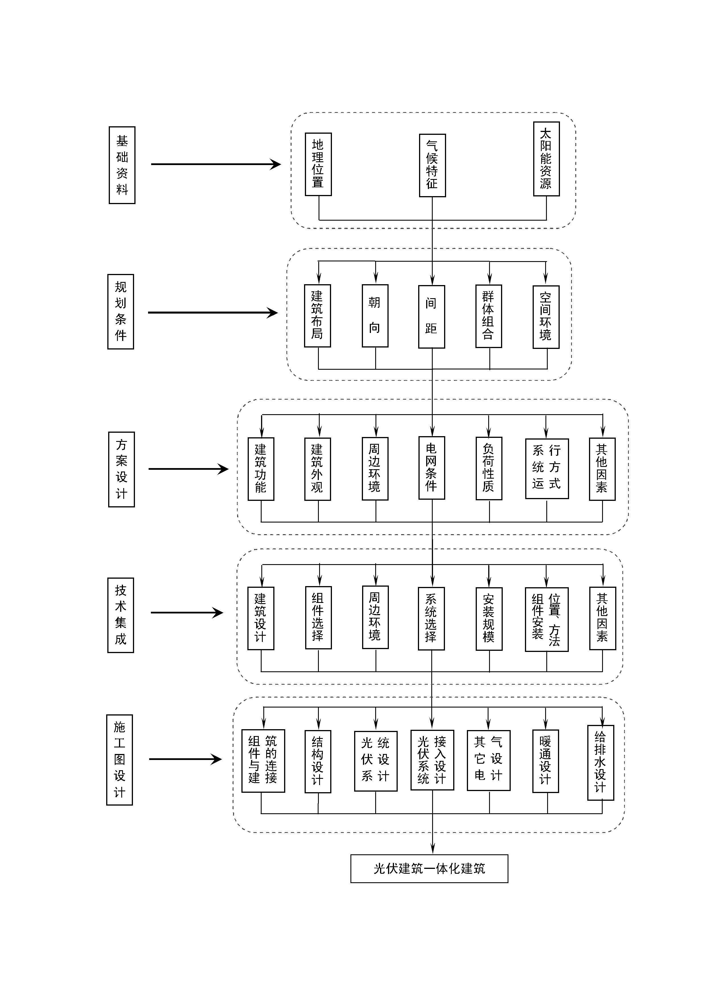 基础资料
地理位置
气候特征
太阳能资源
规划条件
建筑布局
朝向
间距
群体组合
空间环境
方案设计
建筑功能
建筑外观
周边环境
电网条件
负荷性质
系统运
行方式
其他因素
技术集成
建筑设计
组件选择
周边环境
系统选择
安装规模
组件安装
位置、方法
其他因素
施工图设计
组件与建
筑的连接
结构设计
光伏系
统设计
光伏系统
接入设计
其它电
气设计
暖通设计
给排水设计
光伏建筑一体化建筑